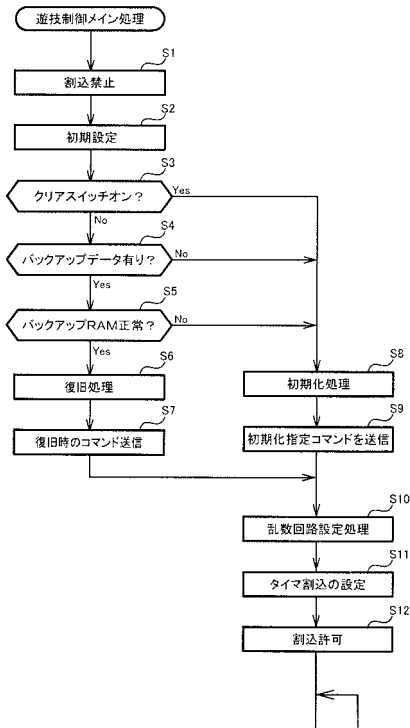 遊技制御メイン処理
S1
割込禁止
S2
初期設定
S3
クリアスイッチオン？
Yes
No
S4
バックアップデータ有り？
No
Yes
S5
バックアップRAM正常？
No
Yes
S6
復旧処理
S7
復旧時のコマンド送信
S8
初期化処理
S9
初期化指定コマンドを送信
S10
乱数回路設定処理
S11
タイマ割込の設定
S12
割込許可